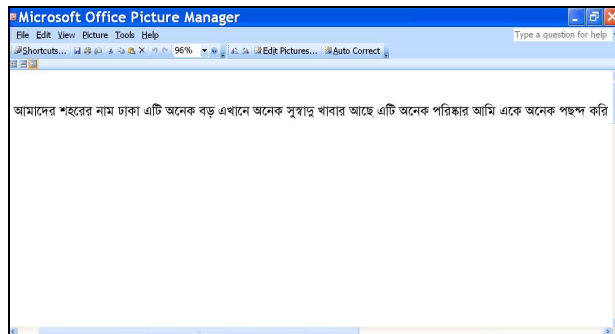 Microsoft Office Picture Manager
File Edit View Picture Tools Help Type a question for help
Shortcuts... 96% Edit Pictures... Auto Correct
আমাদের শহরের নাম ঢাকা এটি অনেক বড় এখানে অনেক সুস্বাদু খাবার আছে এটি অনেক পরিষ্কার আমি একে অনেক পছন্দ করি